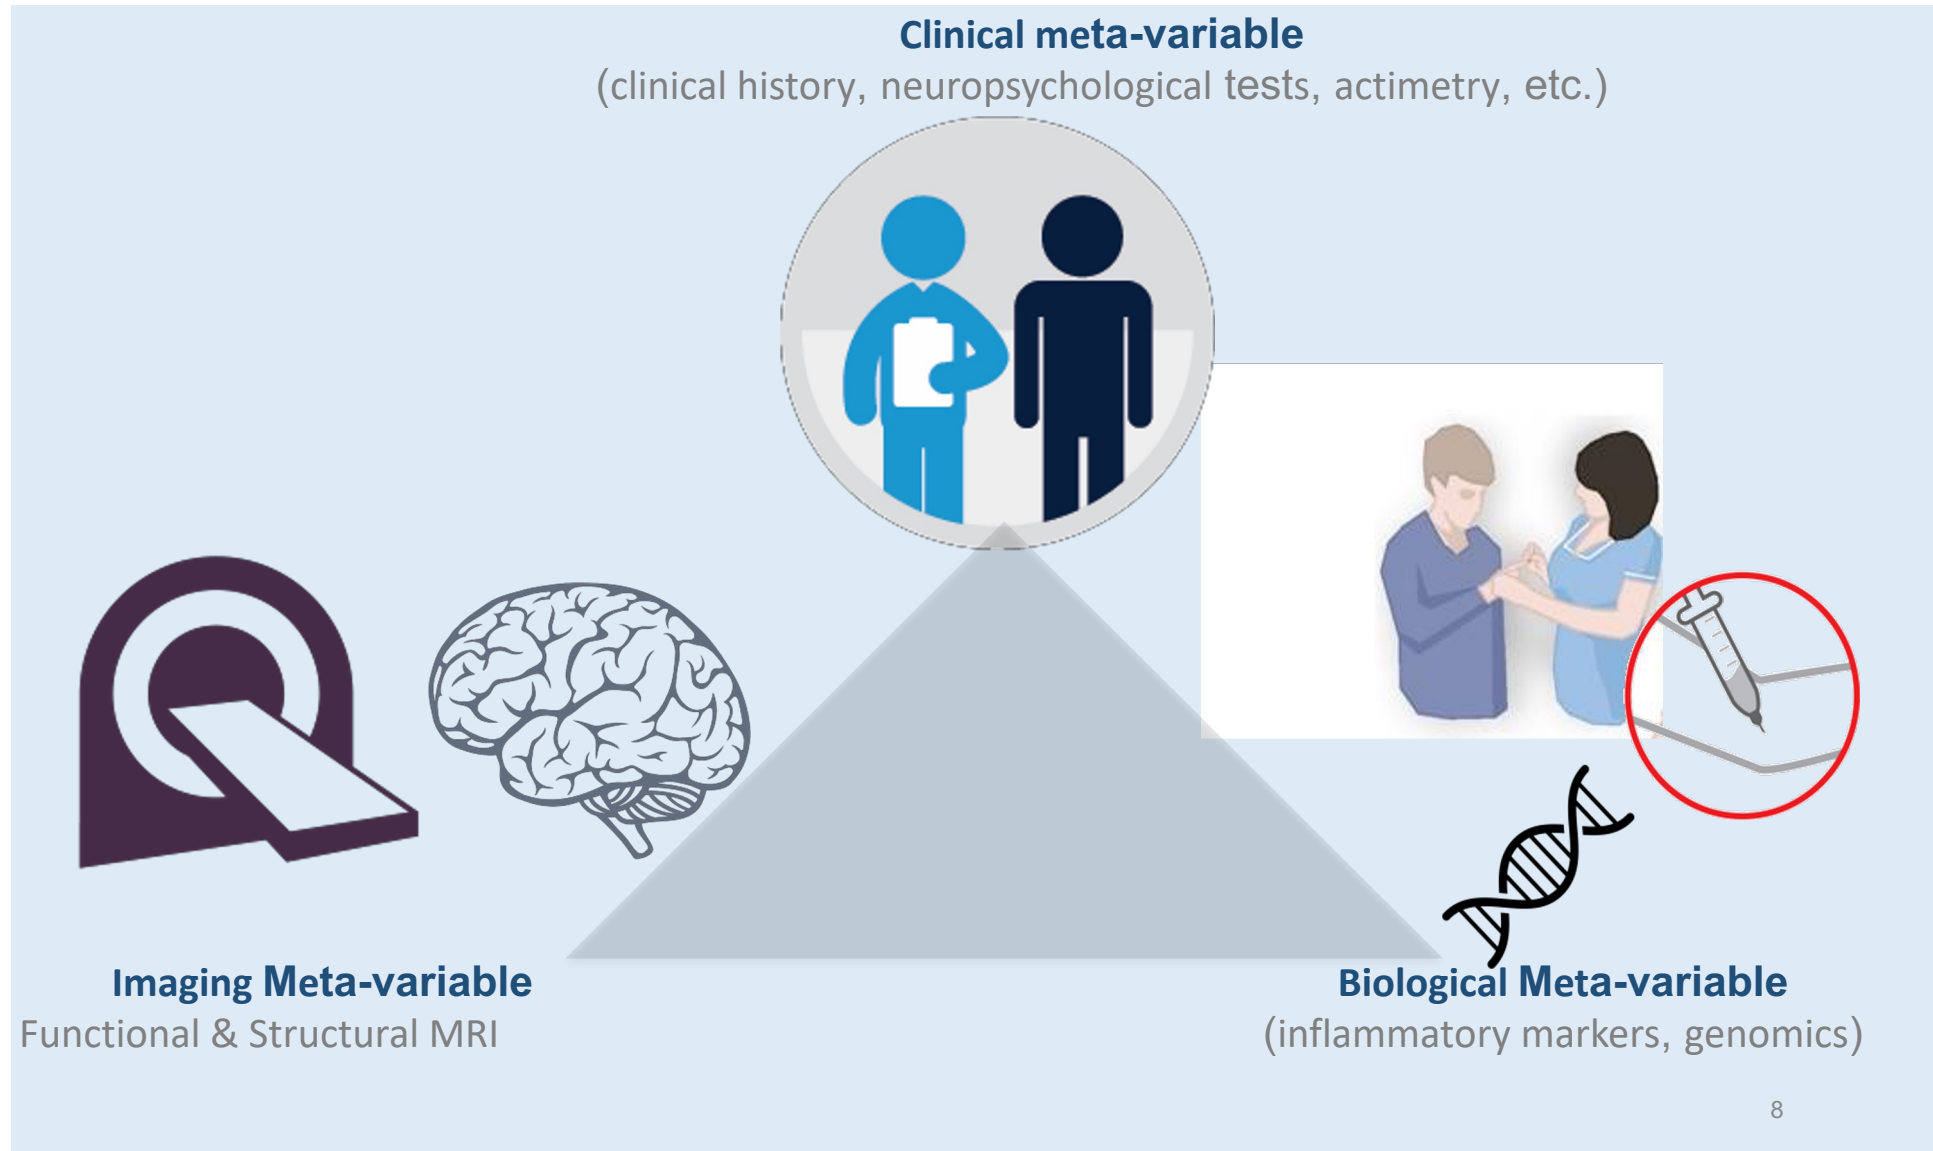 Clinical meta-variable
(clinical history, neuropsychological tests, actimetry, etc.)
Imaging Meta-variable
Functional & Structural MRI
Biological Meta-variable
(inflammatory markers, genomics)
8